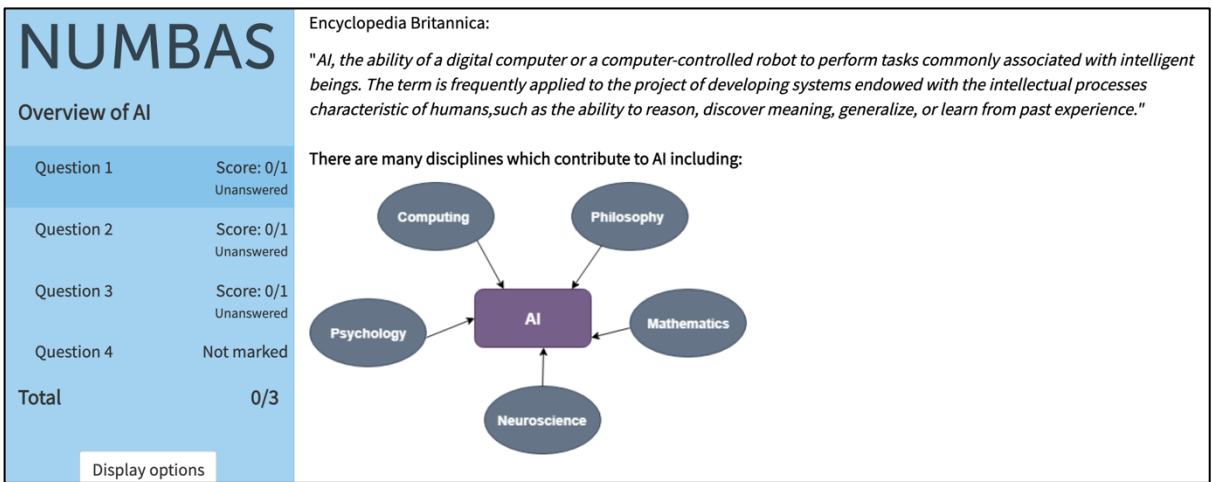 NUMBAS
Overview of AI
Question 1 Score: 0/1
Unanswered
Question 2 Score: 0/1
Unanswered
Question 3 Score: 0/1
Unanswered
Question 4 Not marked
Total 0/3
Display options
Encyclopedia Britannica:
"AI, the ability of a digital computer or a computer-controlled robot to perform tasks commonly associated with intelligent
beings. The term is frequently applied to the project of developing systems endowed with the intellectual processes
characteristic of humans,such as the ability to reason, discover meaning, generalize, or learn from past experience."
There are many disciplines which contribute to AI including:
Computing
Philosophy
AI
Mathematics
Psychology
Neuroscience